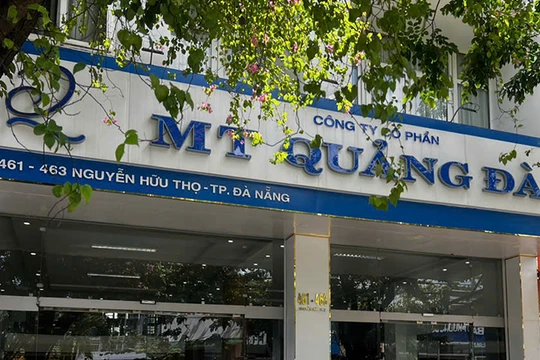 CÔNG TY CỔ PHẦN
MT QUẢNG ĐÀ
461 - 463 NGUYỄN HỮU THỌ - TP. ĐÀ NẴNG